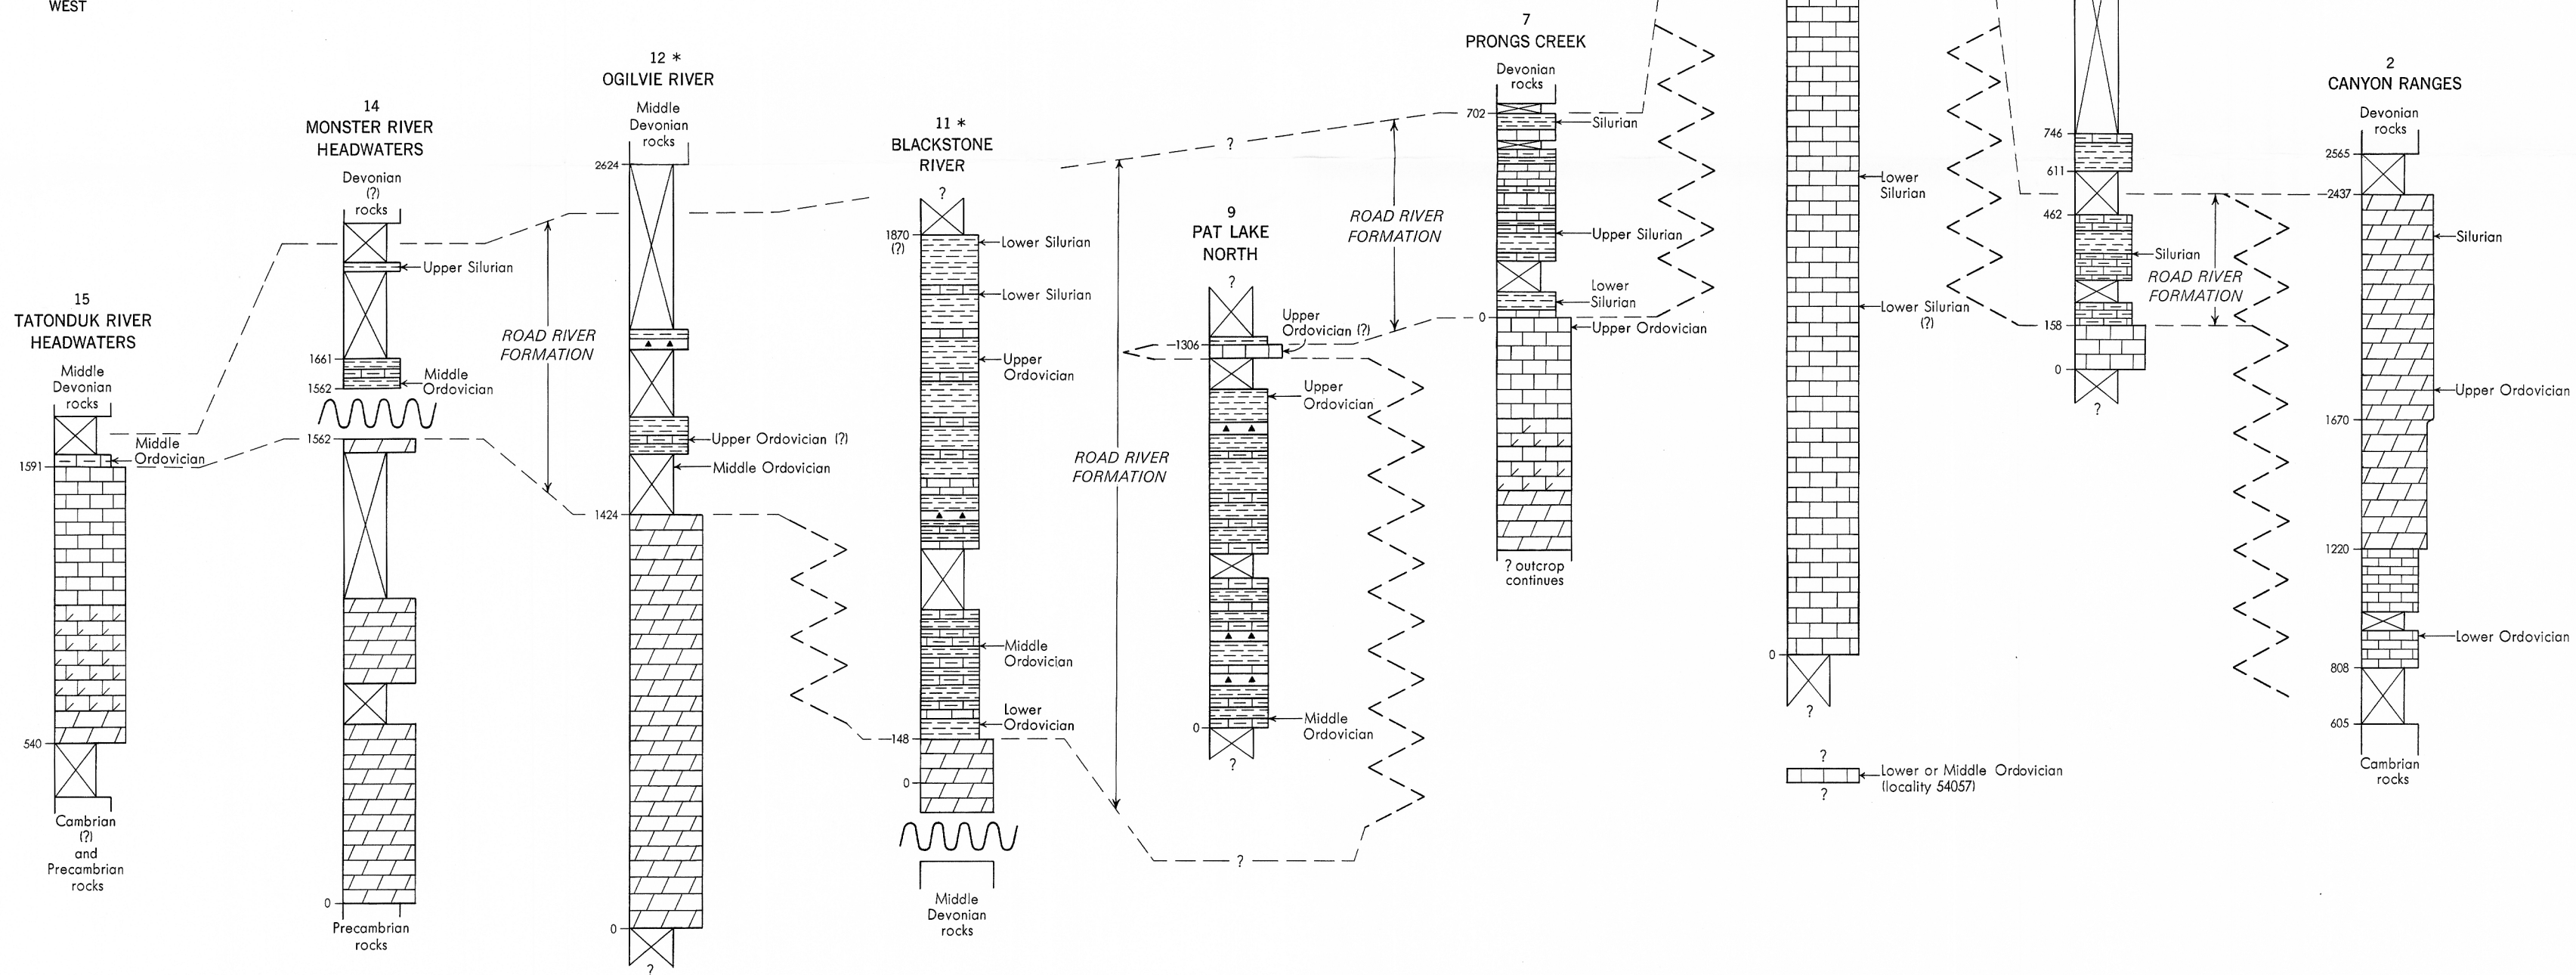 WEST
15
TATONDUK RIVER
HEADWATERS
Middle
Devonian
rocks
1591
Middle
Ordovician
540
Cambrian
(?)
and
Precambrian
rocks
14
MONSTER RIVER
HEADWATERS
Devonian
(?)
rocks
Upper Silurian
1661
Middle
Ordovician
1562
1562
0
Precambrian
rocks
ROAD RIVER
FORMATION
12 *
OGILVIE RIVER
Middle
Devonian
rocks
2624
Upper Ordovician (?)
Middle Ordovician
1424
0
?
11 *
BLACKSTONE
RIVER
?
1870
(?)
Lower Silurian
Lower Silurian
Upper
Ordovician
Middle
Ordovician
Lower
Ordovician
148
0
Middle
Devonian
rocks
ROAD RIVER
FORMATION
?
9
PAT LAKE
NORTH
?
Upper
Ordovician (?)
1306
Upper
Ordovician
Middle
Ordovician
0
?
?
ROAD RIVER
FORMATION
7
PRONGS CREEK
Devonian
rocks
702
Silurian
Upper Silurian
Lower
Silurian
0
Upper Ordovician
? outcrop
continues
Lower
Silurian
Lower Silurian
(?)
0
?
?
Lower or Middle Ordovician
(locality 54057)
?
746
611
462
Silurian
158
0
?
ROAD RIVER
FORMATION
2
CANYON RANGES
Devonian
rocks
2565
2437
Silurian
Upper Ordovician
1670
1220
Lower Ordovician
808
605
Cambrian
rocks